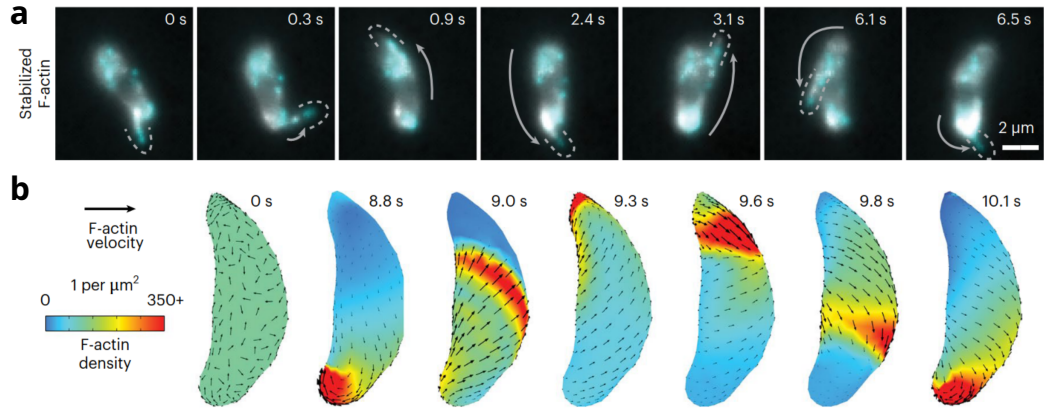 a
Stabilized
F-actin
0 s
0.3 s
0.9 s
2.4 s
3.1 s
6.1 s
6.5 s
2 μm
b
F-actin
velocity
1 per μm²
0
350+
F-actin
density
0 s
8.8 s
9.0 s
9.3 s
9.6 s
9.8 s
10.1 s